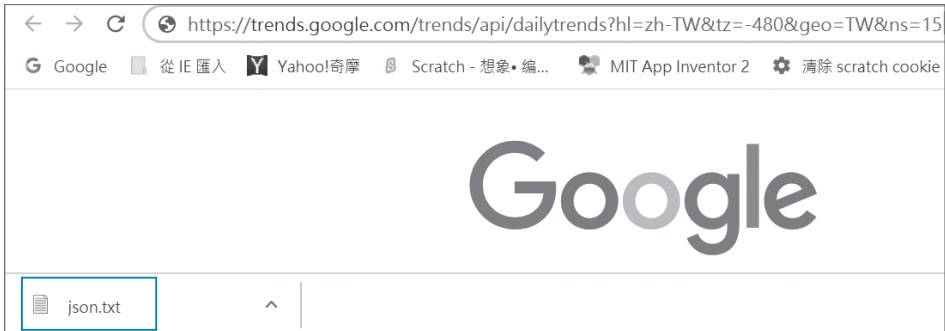 https://trends.google.com/trends/api/dailytrends?hl=zh-TW&tz=-480&geo=TW&ns=15
Google 從 IE 匯入 Yahoo!奇摩 Scratch - 想象• 编... MIT App Inventor 2 清除 scratch cookie
Google
json.txt